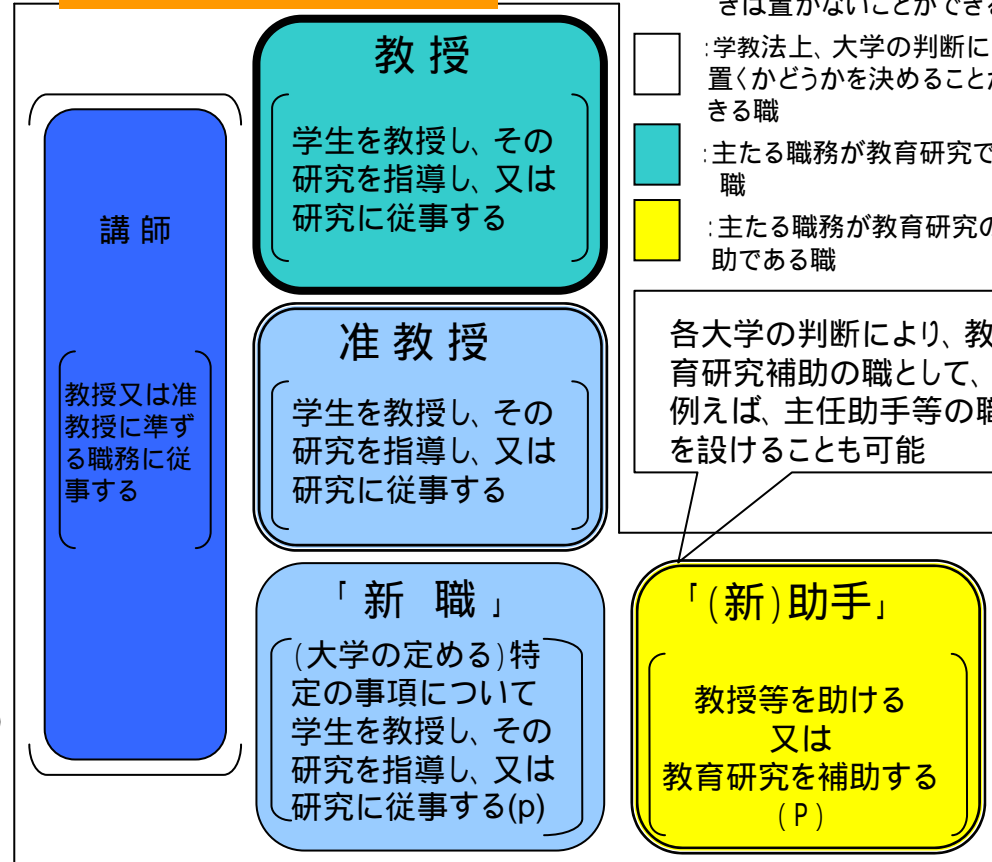 講 師
教授又は准
教授に準ず
る職務に従
事する
教 授
学生を教授し、その
研究を指導し、又は
研究に従事する
准 教 授
学生を教授し、その
研究を指導し、又は
研究に従事する
「 新 職 」
(大学の定める)特
定の事項について
学生を教授し、その
研究を指導し、又は
研究に従事する(p)
きは置かないことができ
:学教法上、大学の判断に
置くかどうかを決めること
きる職
:主たる職務が教育研究で
職
:主たる職務が教育研究の
助である職
各大学の判断により、教
育研究補助の職として、
例えば、主任助手等の職
を設けることも可能
「(新)助手」
教授等を助ける
又は
教育研究を補助する
(P)